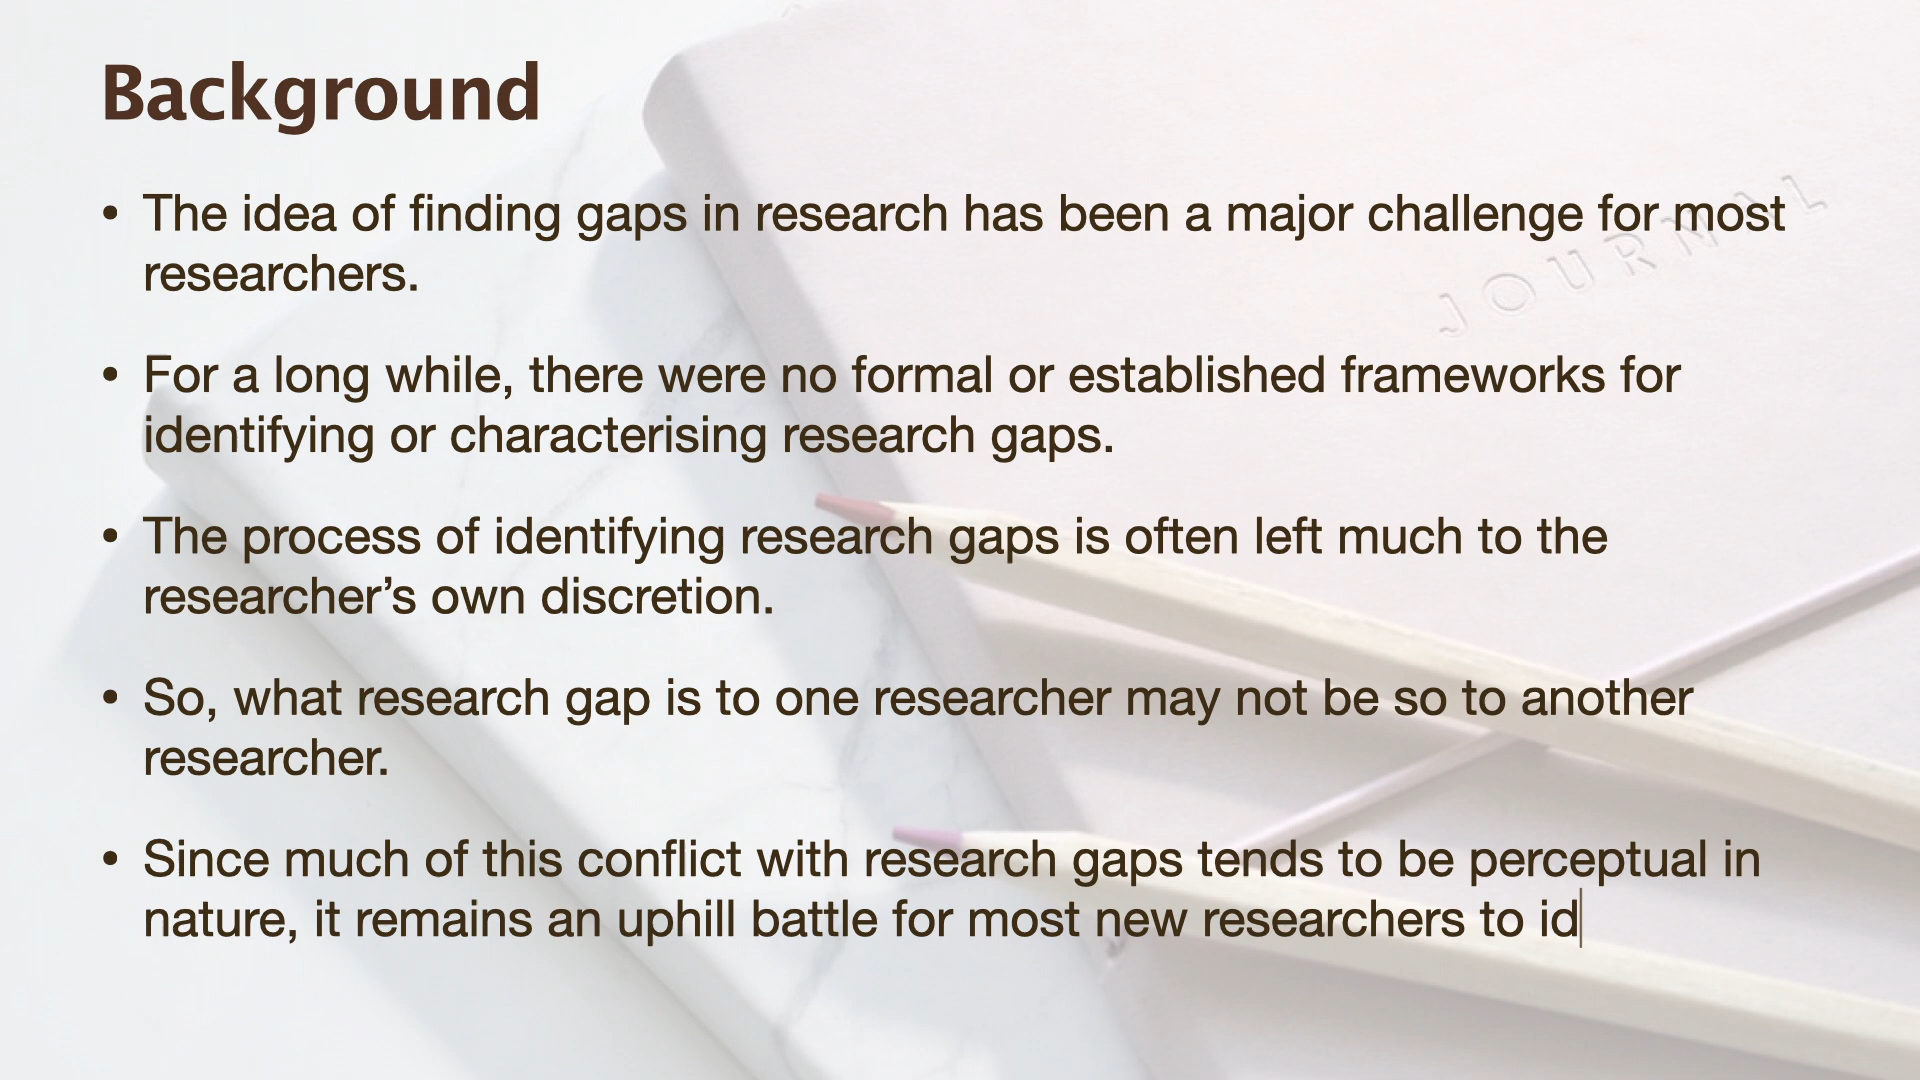 Background
• The idea of finding gaps in research has been a major challenge for most
researchers.
JOURNAL
• For a long while, there were no formal or established frameworks for
identifying or characterising research gaps.
• The process of identifying research gaps is often left much to the
researcher’s own discretion.
• So, what research gap is to one researcher may not be so to another
researcher.
• Since much of this conflict with research gaps tends to be perceptual in
nature, it remains an uphill battle for most new researchers to id